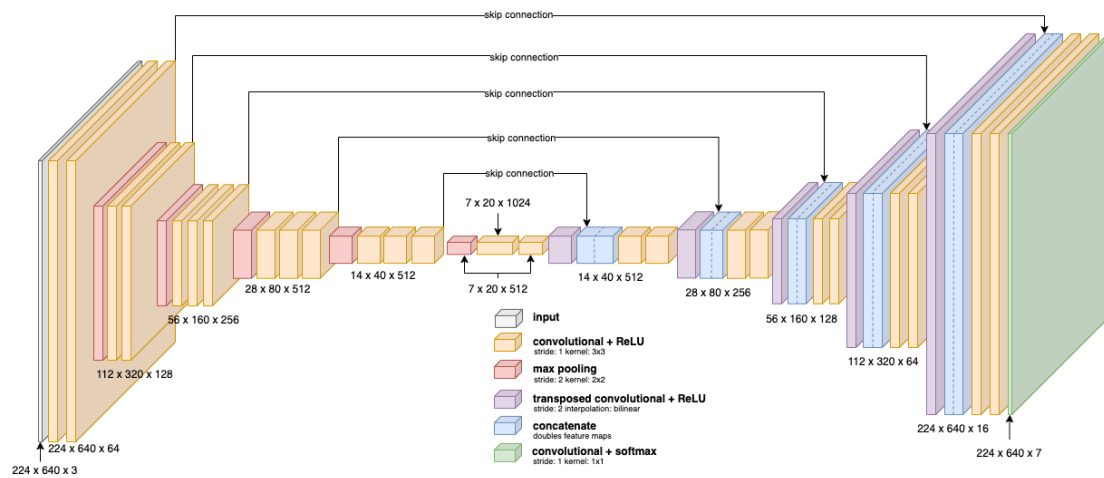 skip connection
skip connection
skip connection
skip connection
skip connection
7 x 20 x 1024
14 x 40 x 512
7 x 20 x 512
14 x 40 x 512
28 x 80 x 512
28 x 80 x 256
56 x 160 x 256
56 x 160 x 128
112 x 320 x 128
112 x 320 x 64
224 x 640 x 64
224 x 640 x 3
224 x 640 x 16
224 x 640 x 7
input
convolutional + ReLU
stride: 1 kernel: 3x3
max pooling
stride: 2 kernel: 2x2
transposed convolutional + ReLU
stride: 2 interpolation: bilinear
concatenate
doubles feature maps
convolutional + softmax
stride: 1 kernel: 1x1